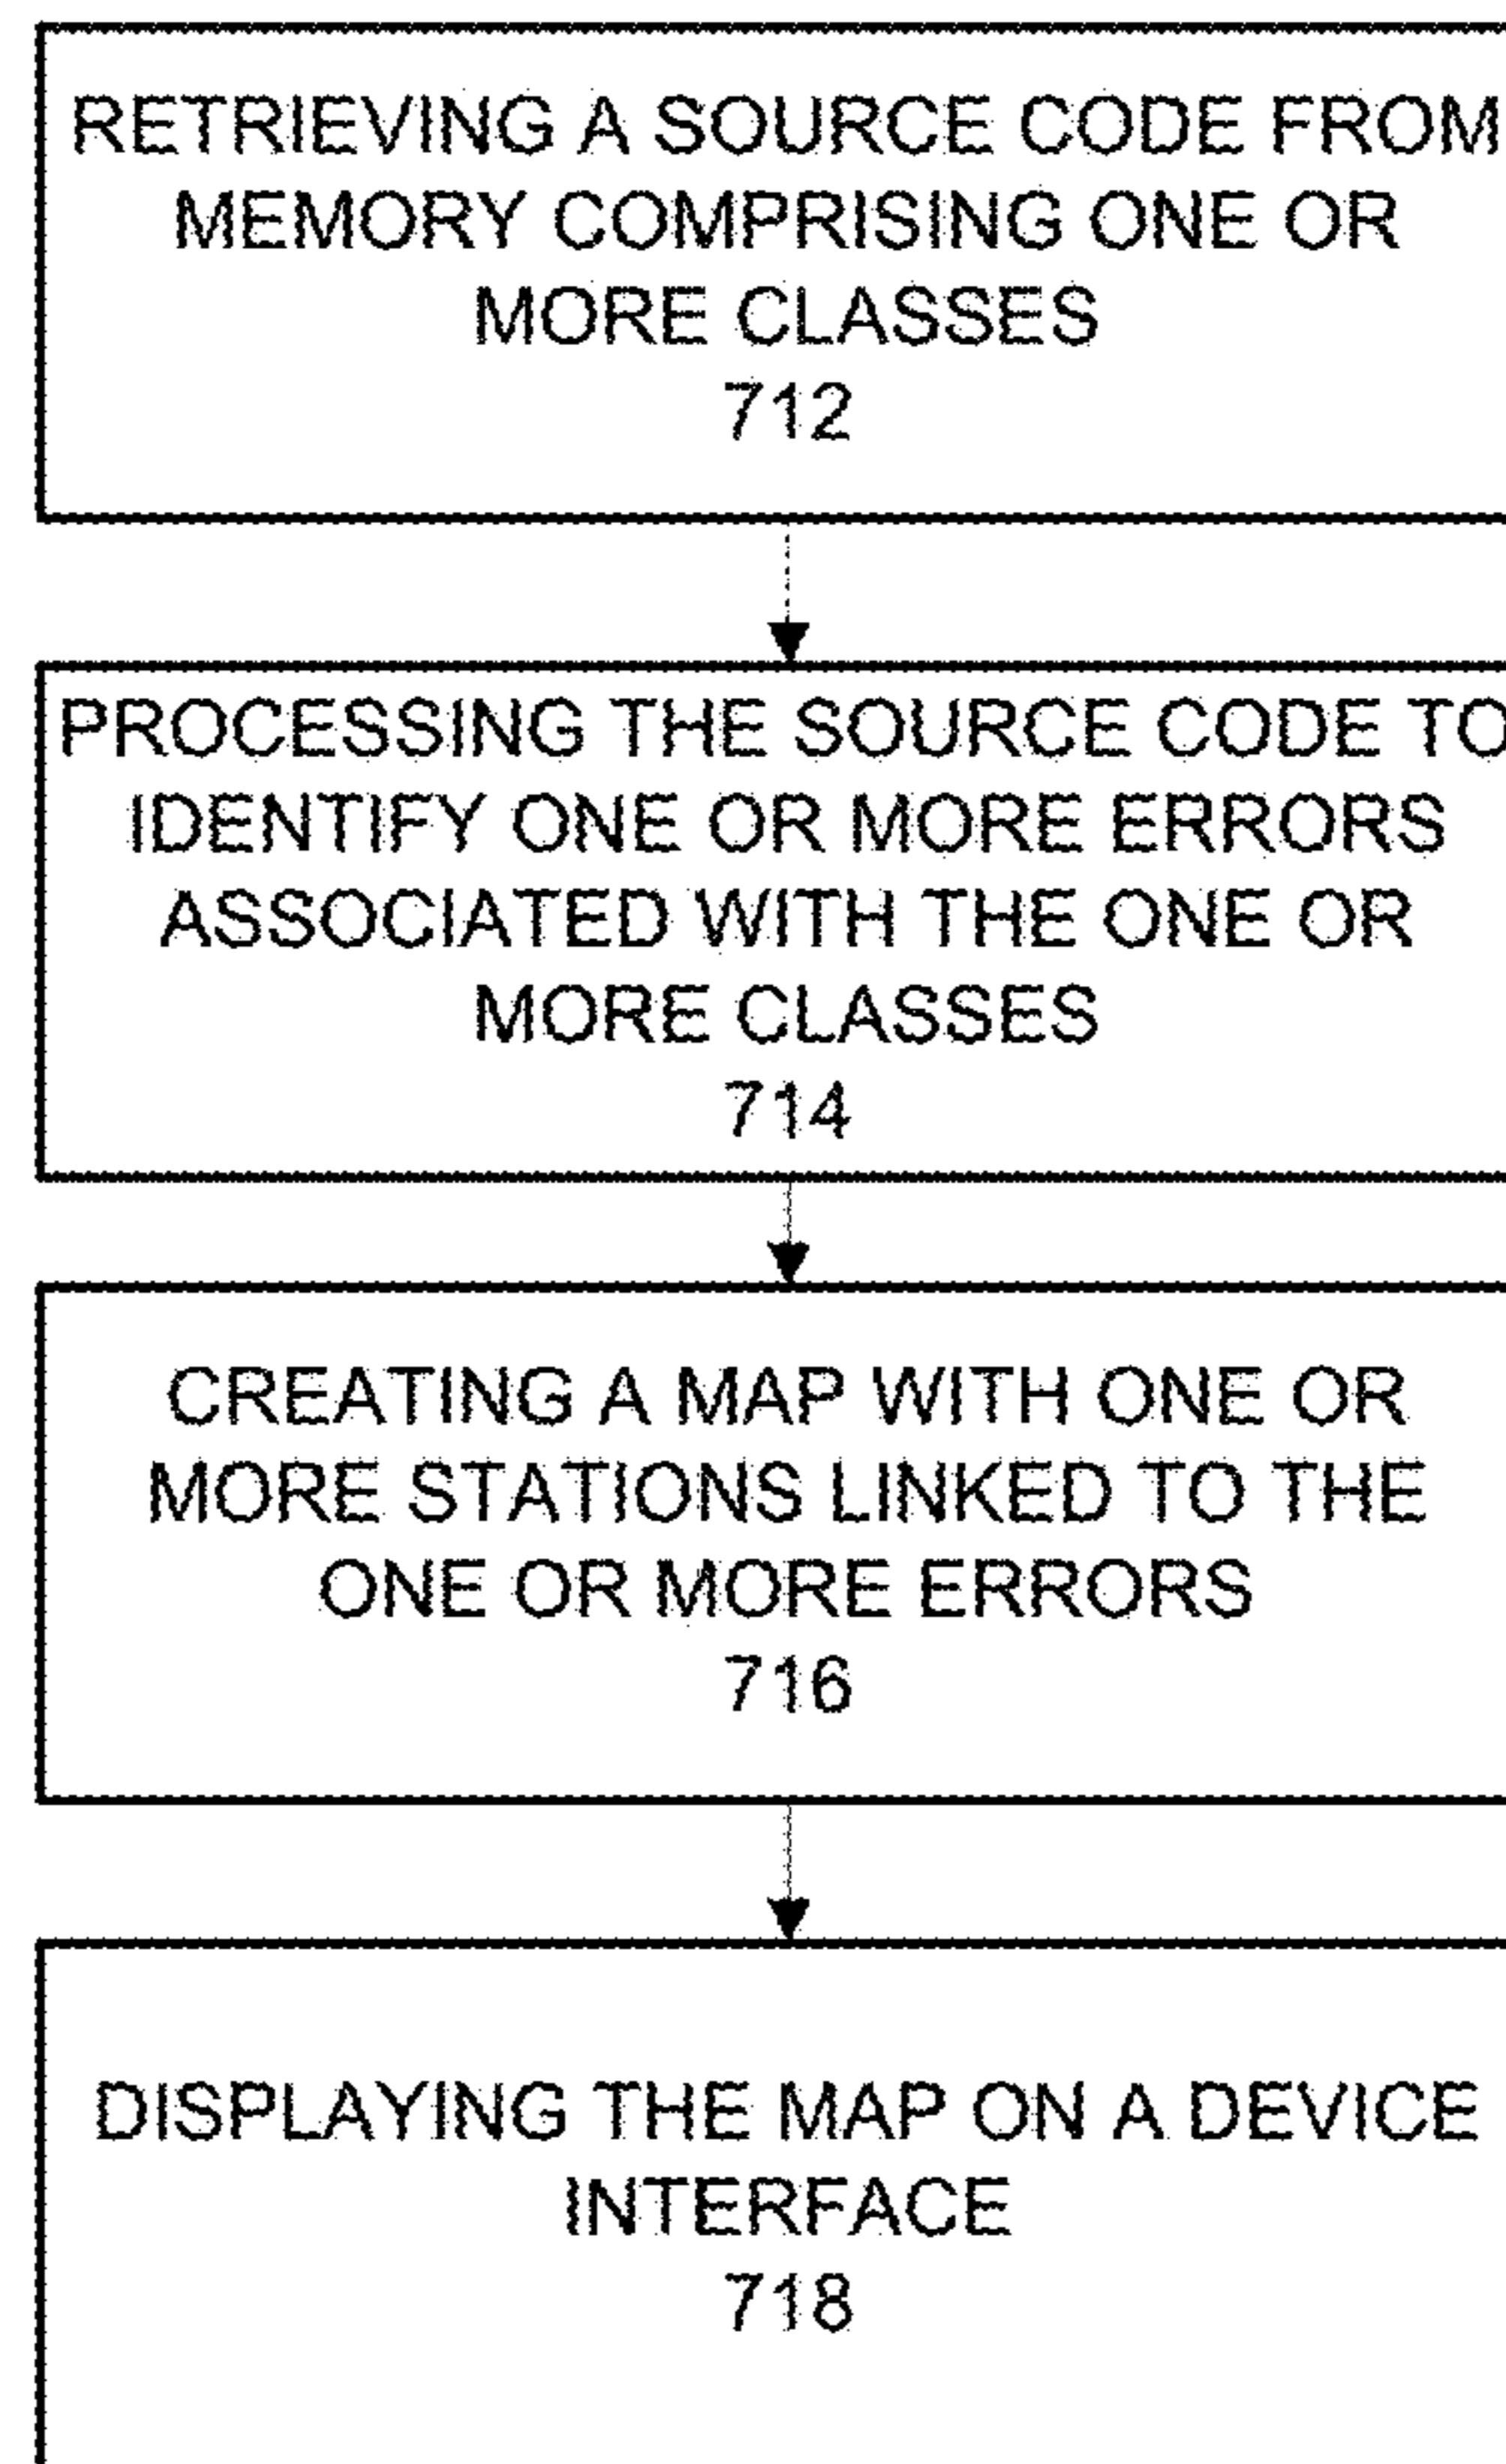 RETRIEVING A SOURCE CODE FROM
MEMORY COMPRISING ONE OR
MORE CLASSES
712
PROCESSING THE SOURCE CODE TO
IDENTIFY ONE OR MORE ERRORS
ASSOCIATED WITH THE ONE OR
MORE CLASSES
714
CREATING A MAP WITH ONE OR
MORE STATIONS LINKED TO THE
ONE OR MORE ERRORS
716
DISPLAYING THE MAP ON A DEVICE
INTERFACE
718